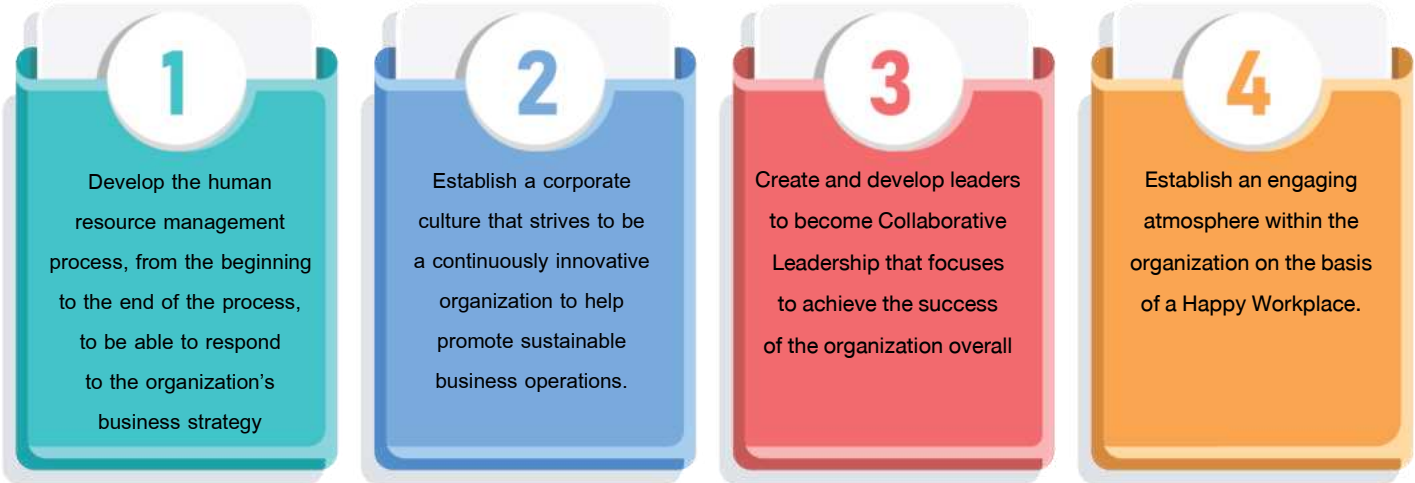 1
Develop the human
resource management
process, from the beginning
to the end of the process,
to be able to respond
to the organization’s
business strategy
2
Establish a corporate
culture that strives to be
a continuously innovative
organization to help
promote sustainable
business operations.
3
Create and develop leaders
to become Collaborative
Leadership that focuses
to achieve the success
of the organization overall
4
Establish an engaging
atmosphere within the
organization on the basis
of a Happy Workplace.